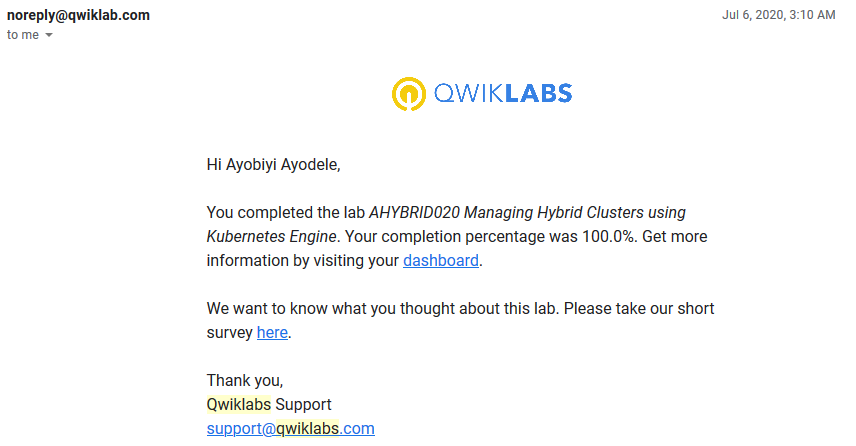 noreply@qwiklab.com
Jul 6, 2020, 3:10 AM
to me
QWIKLABS
Hi Ayobiyi Ayodele,
You completed the lab AHYBRID020 Managing Hybrid Clusters using
Kubernetes Engine. Your completion percentage was 100.0%. Get more
information by visiting your dashboard.
We want to know what you thought about this lab. Please take our short
survey here.
Thank you,
Qwiklabs Support
support@qwiklabs.com